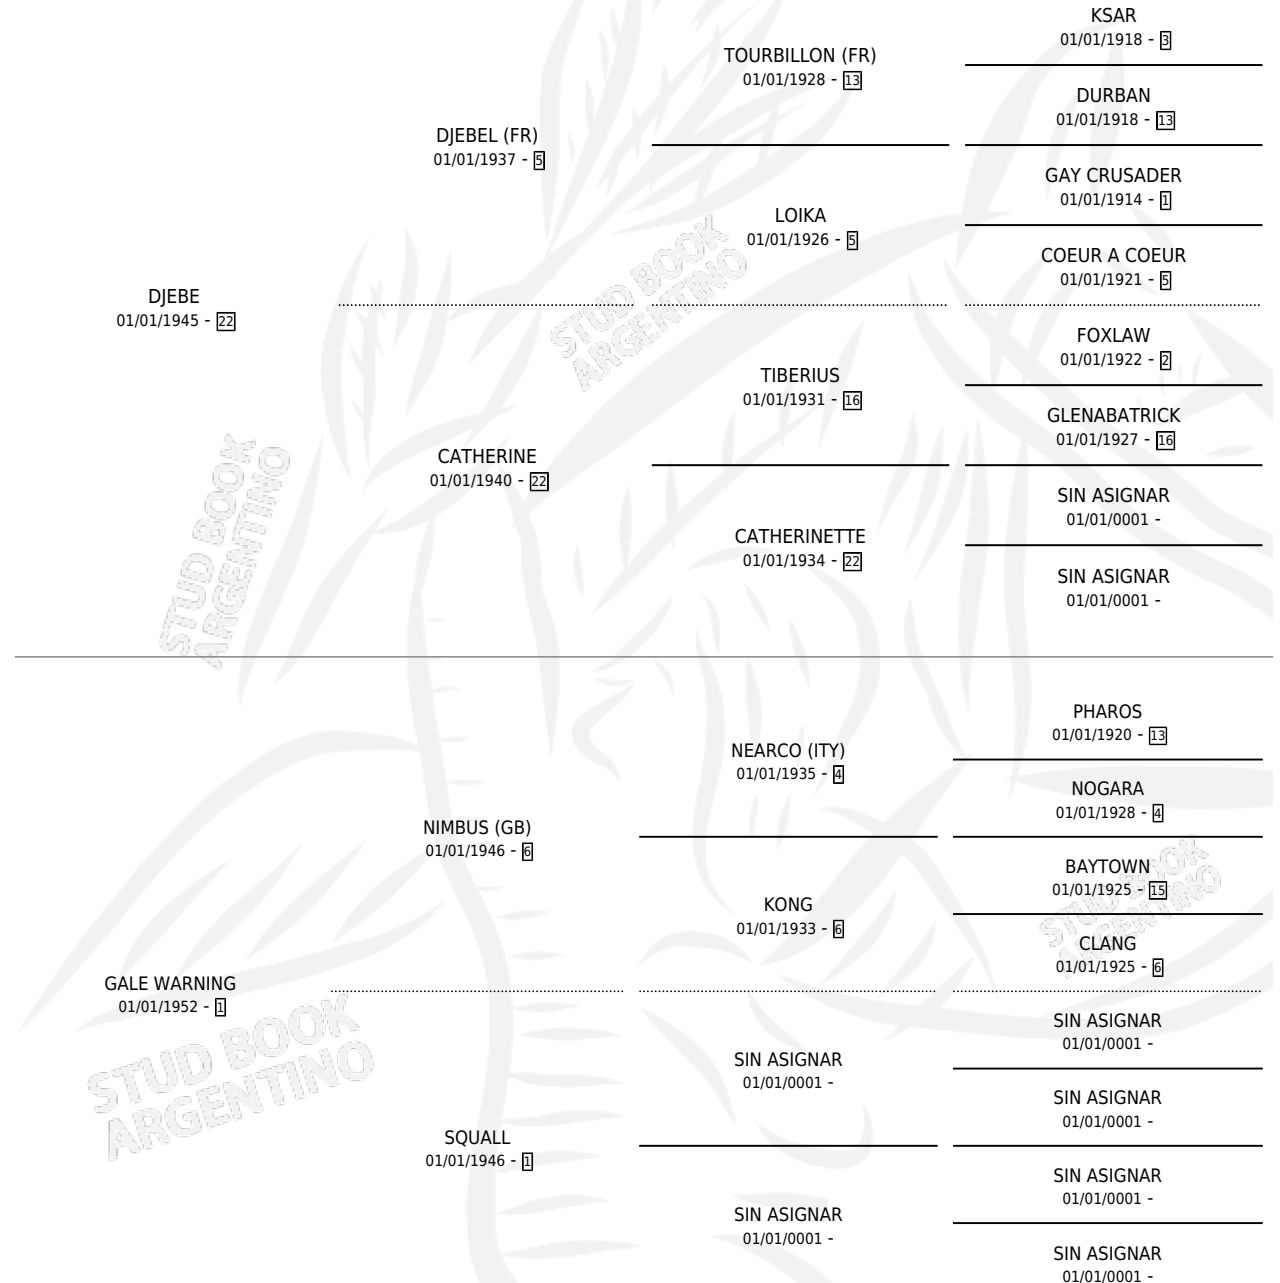 KSAR
01/01/1918 - 3
TOURBILLON (FR)
01/01/1928 - 13
DURBAN
01/01/1918 - 13
DJEBEL (FR)
01/01/1937 - 5
GAY CRUSADER
01/01/1914 - 1
LOIKA
01/01/1926 - 5
COEUR A COEUR
01/01/1921 - 5
DJEBE
01/01/1945 - 22
FOXLAW
01/01/1922 - 2
TIBERIUS
01/01/1931 - 16
GLENABATRICK
01/01/1927 - 16
CATHERINE
01/01/1940 - 22
SIN ASIGNAR
01/01/0001 -
CATHERINETTE
01/01/1934 - 22
SIN ASIGNAR
01/01/0001 -
PHAROS
01/01/1920 - 13
NEARCO (ITY)
01/01/1935 - 4
NOGARA
01/01/1928 - 4
NIMBUS (GB)
01/01/1946 - 6
BAYTOWN
01/01/1925 - 15
KONG
01/01/1933 - 6
CLANG
01/01/1925 - 6
GALE WARNING
01/01/1952 - 1
SIN ASIGNAR
01/01/0001 -
SIN ASIGNAR
01/01/0001 -
SIN ASIGNAR
01/01/0001 -
SQUALL
01/01/1946 - 1
SIN ASIGNAR
01/01/0001 -
SIN ASIGNAR
01/01/0001 -
SIN ASIGNAR
01/01/0001 -
STUD BOOK
ARGENTINO
STUD BOOK
ARGENTINO
STUD BOOK
ARGENTINO
STUD BOOK
ARGENTINO